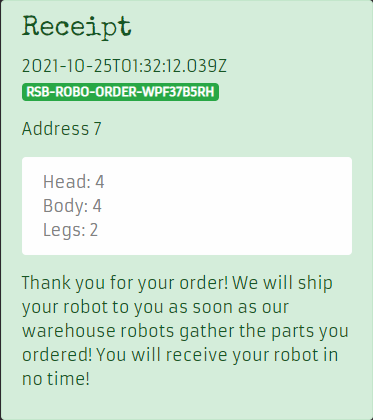 Receipt
2021-10-25T01:32:12.039Z
RSB-ROBO-ORDER-WPF37B5RH
Address 7
Head: 4
Body: 4
Legs: 2
Thank you for your order! We will ship
your robot to you as soon as our
warehouse robots gather the parts you
ordered! You will receive your robot in
no time!